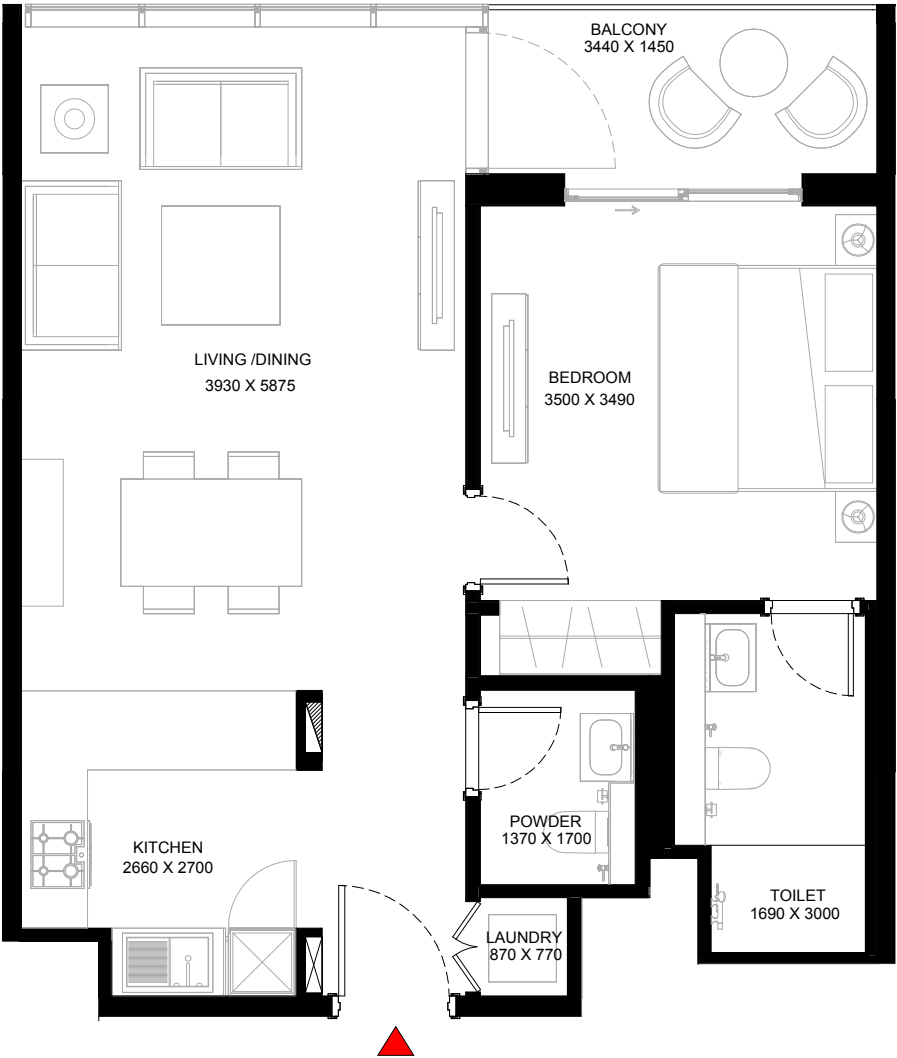 BALCONY
3440 X 1450
LIVING /DINING
3930 X 5875
BEDROOM
3500 X 3490
KITCHEN
2660 X 2700
POWDER
1370 X 1700
TOILET
1690 X 3000
LAUNDRY
870 X 770